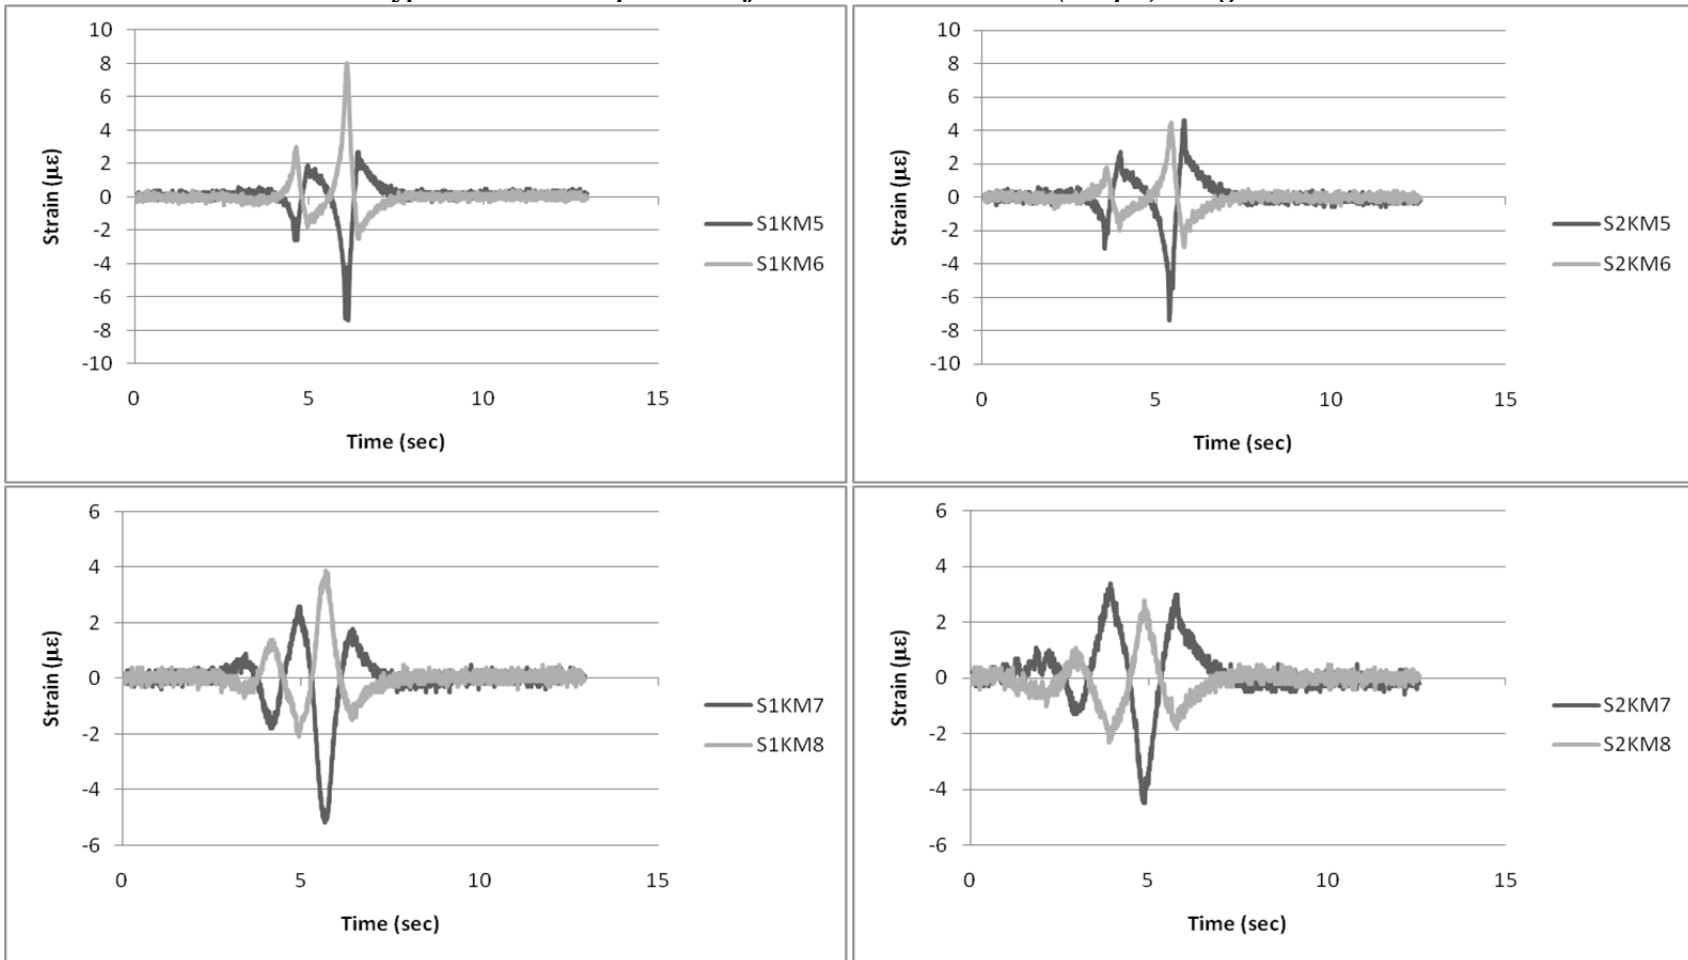 10
8
6
4
2
0
-2
-4
-6
-8
-10
Strain (µε)
0 5 10 15
Time (sec)
S1KM5
S1KM6
10
8
6
4
2
0
-2
-4
-6
-8
-10
Strain (µε)
0 5 10 15
Time (sec)
S2KM5
S2KM6
6
4
2
0
-2
-4
-6
Strain (µε)
0 5 10 15
Time (sec)
S1KM7
S1KM8
6
4
2
0
-2
-4
-6
Strain (µε)
0 5 10 15
Time (sec)
S2KM7
S2KM8